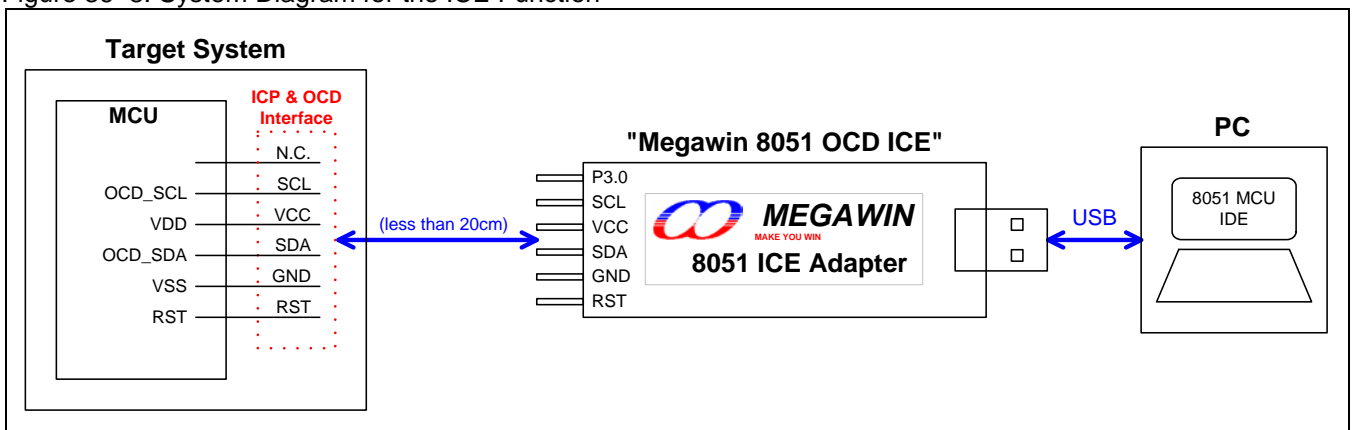 Target System
MCU
ICP & OCD
Interface
N.C.
OCD_SCL
SCL
VDD
VCC
OCD_SDA
SDA
VSS
GND
RST
RST
(less than 20cm)
"Megawin 8051 OCD ICE"
P3.0
SCL
VCC
SDA
GND
RST
MEGAWIN
MAKE YOU WIN
8051 ICE Adapter
USB
PC
8051 MCU
IDE